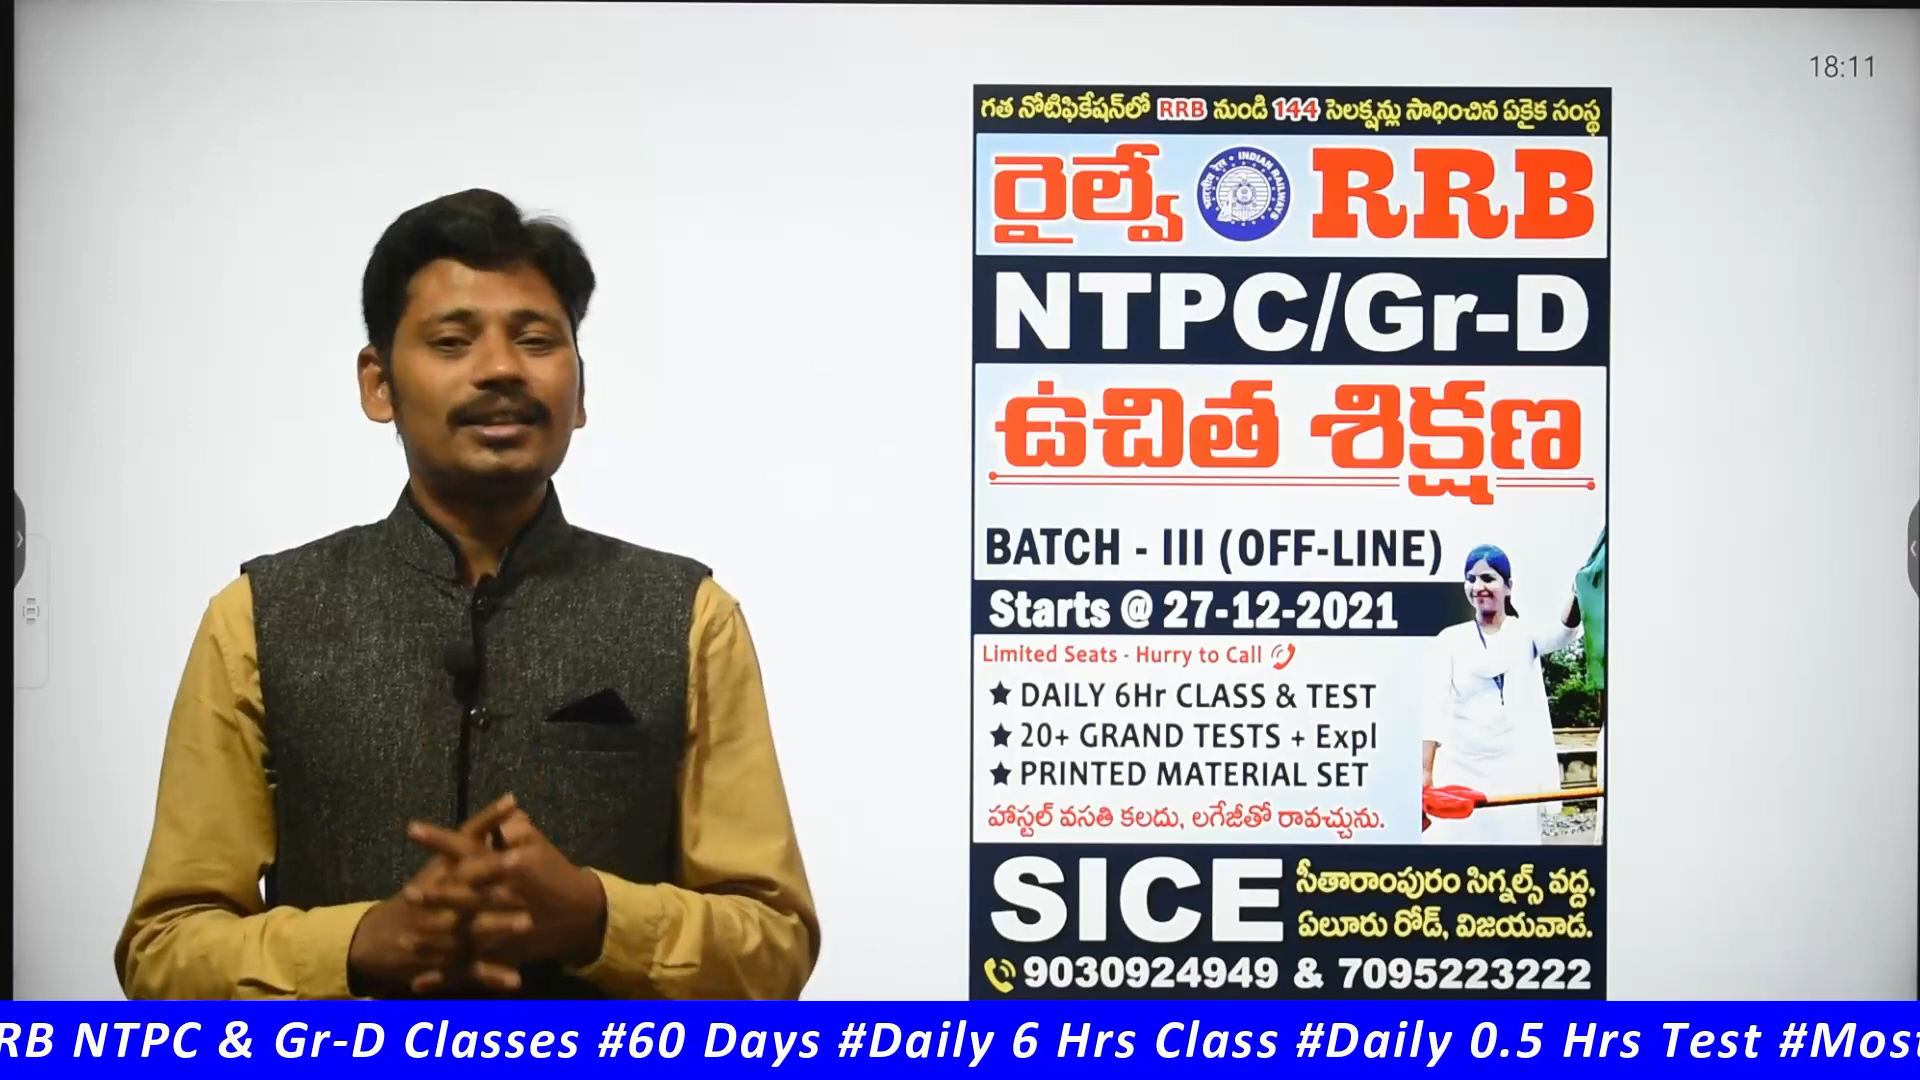 18:11
గత నోటిఫికేషన్‌లో RRB నుండి 144 సెలక్షన్లు సాధించిన ఏకైక సంస్థ
రైల్వే RRB
INDIAN RAILWAYS
भारतीय रेल
NTPC/Gr-D
ఉచిత శిక్షణ
BATCH - III (OFF-LINE)
Starts @ 27-12-2021
Limited Seats - Hurry to Call
★ DAILY 6Hr CLASS & TEST
★ 20+ GRAND TESTS + Expl
★ PRINTED MATERIAL SET
హాస్టల్ వసతి కలదు, లగేజీతో రావచ్చును.
SICE సీతారాంపురం సిగ్నల్స్ వద్ద,
ఏలూరు రోడ్, విజయవాడ.
9030924949 & 7095223222
RB NTPC & Gr-D Classes #60 Days #Daily 6 Hrs Class #Daily 0.5 Hrs Test #Most